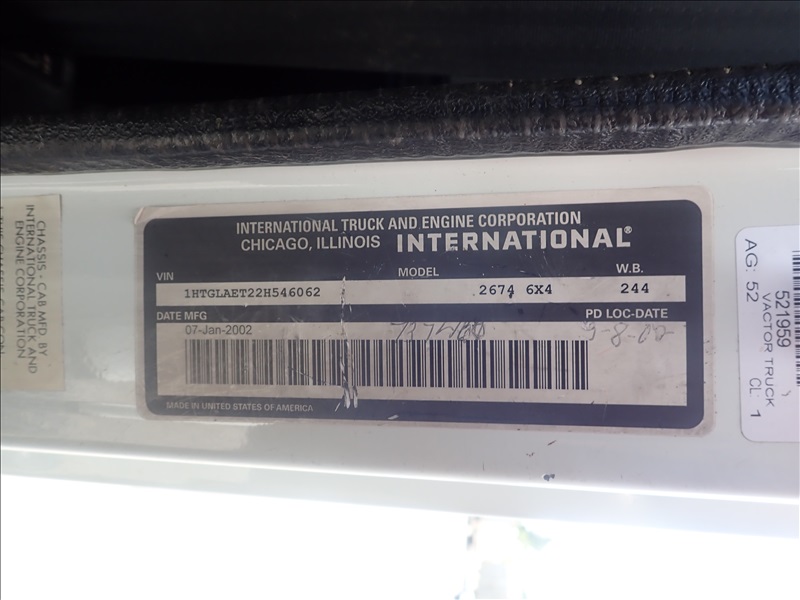 INTERNATIONAL TRUCK AND ENGINE CORPORATION
CHICAGO, ILLINOIS INTERNATIONAL®
VIN MODEL W.B.
1HTGLAET22H546062 2674 6X4 244
DATE MFG PD LOC-DATE
07-Jan-2002 9-8-02
MADE IN UNITED STATES OF AMERICA
CHASSIS - CAB MFD. BY
INTERNATIONAL TRUCK AND
ENGINE CORPORATION
521959
VACTOR TRUCK
AG: 52 CL: 1